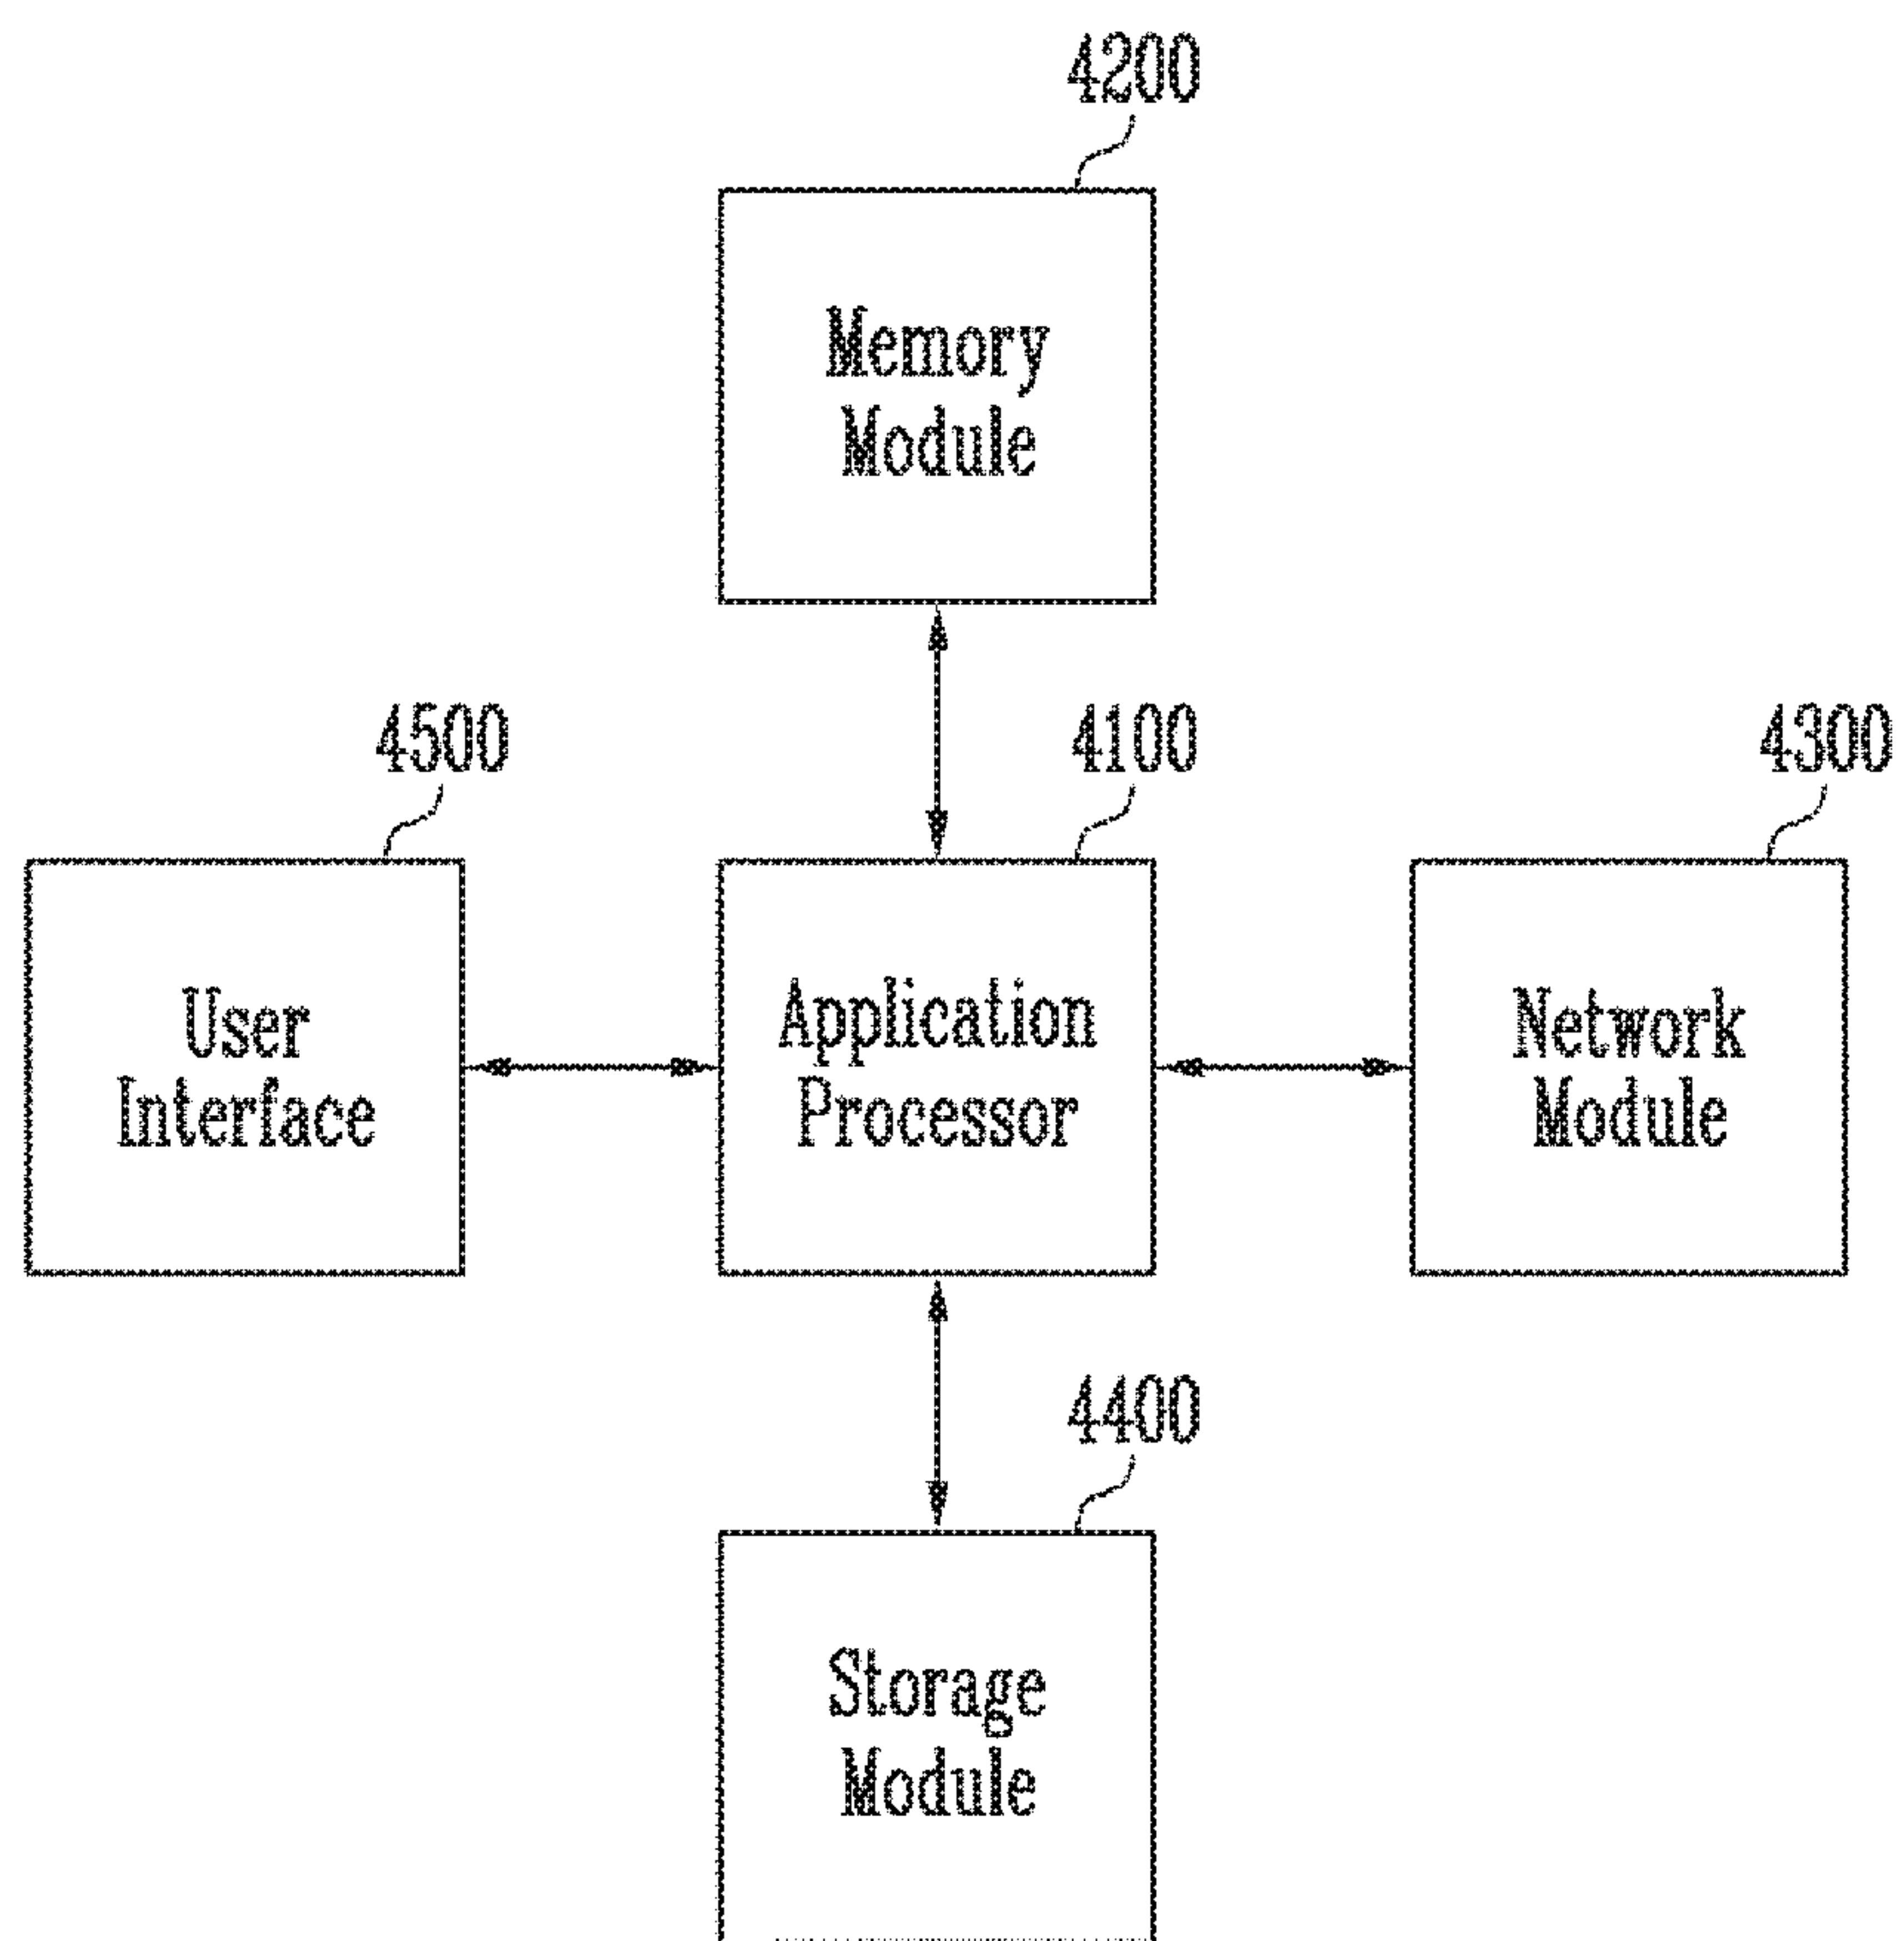 4200
Memory
Module
4500
4100
4300
User
Interface
Application
Processor
Network
Module
4400
Storage
Module